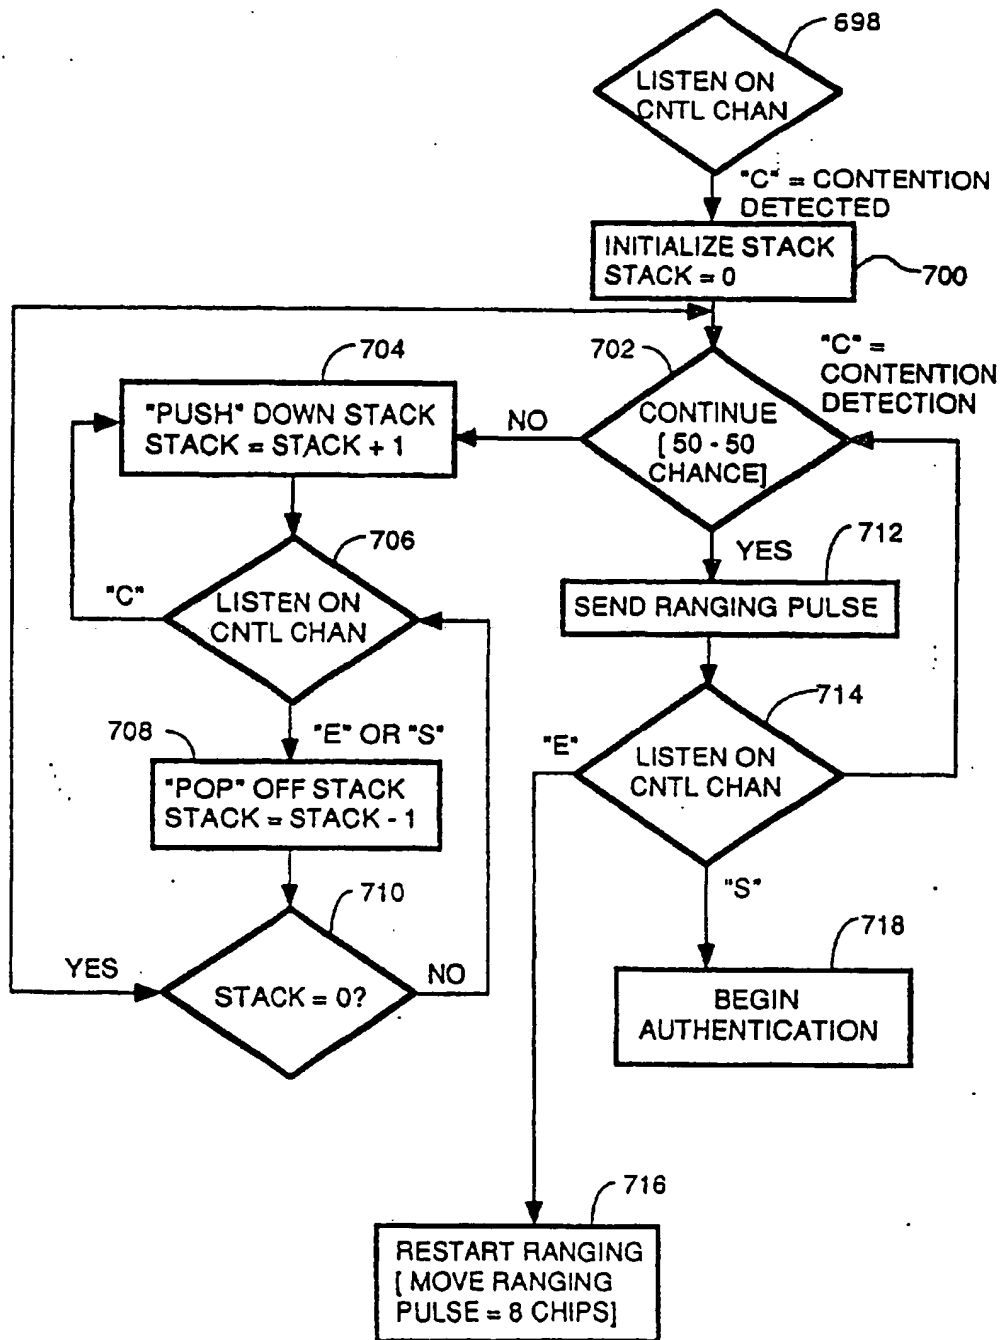 698
LISTEN ON
CNTL CHAN
"C" = CONTENTION
DETECTED
INITIALIZE STACK
STACK = 0
700
704
702
"C" =
CONTENTION
DETECTION
"PUSH" DOWN STACK
STACK = STACK + 1
NO
CONTINUE
[ 50 - 50
CHANCE]
706
712
YES
"C"
LISTEN ON
CNTL CHAN
SEND RANGING PULSE
714
708
"E" OR "S"
"E"
LISTEN ON
CNTL CHAN
"POP" OFF STACK
STACK = STACK - 1
710
"S"
718
YES
NO
STACK = 0?
BEGIN
AUTHENTICATION
716
RESTART RANGING
[ MOVE RANGING
PULSE = 8 CHIPS]